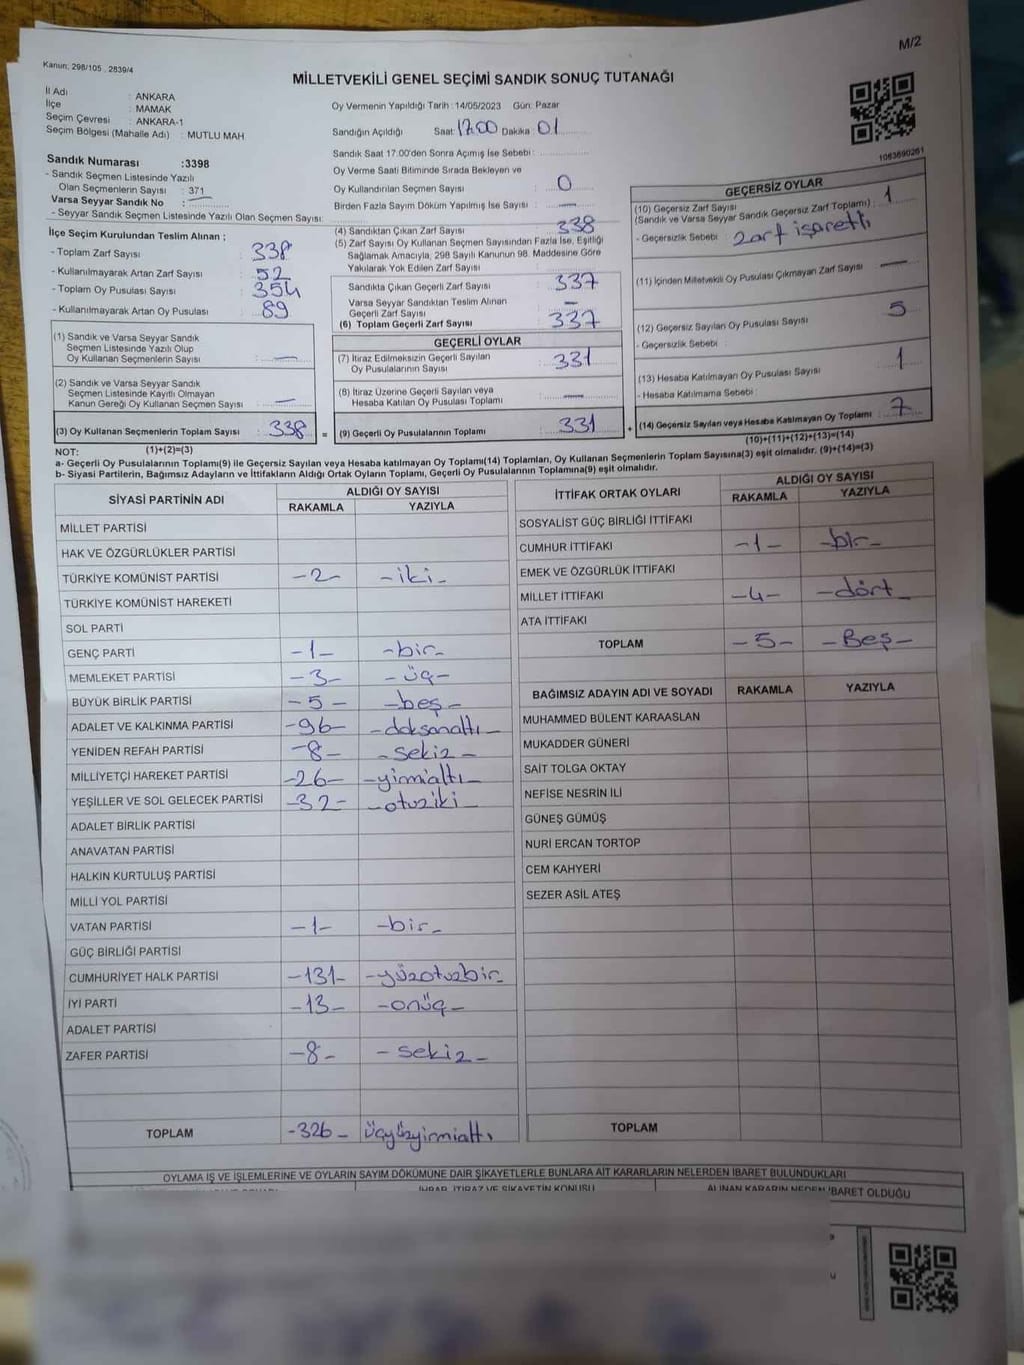 M/2
Kanun: 298/105 . 2839/4
MİLLETVEKİLİ GENEL SEÇİMİ SANDIK SONUÇ TUTANAĞI
İl Adı : ANKARA
İlçe : MAMAK
Seçim Çevresi : ANKARA-1
Seçim Bölgesi (Mahalle Adı) : MUTLU MAH.
Oy Vermenin Yapıldığı Tarih : 14/05/2023 Gün: Pazar
Sandığın Açıldığı Saat: 17:00 Dakika : 01
Sandık Saat 17:00'den Sonra Açımış İse Sebebi :
Oy Verme Saati Bitiminde Sırada Bekleyen ve
Oy Kullandırılan Seçmen Sayısı : 0
Birden Fazla Sayım Döküm Yapılmış İse Sayısı : —
1083690261
Sandık Numarası :3398
- Sandık Seçmen Listesinde Yazılı
Olan Seçmenlerin Sayısı : 371
Varsa Seyyar Sandık No : —
- Seyyar Sandık Seçmen Listesinde Yazılı Olan Seçmen Sayısı:
İlçe Seçim Kurulundan Teslim Alınan ;
- Toplam Zarf Sayısı : 338
- Kullanılmayarak Artan Zarf Sayısı : 52
- Toplam Oy Pusulası Sayısı : 354
- Kullanılmayarak Artan Oy Pusulası : 89
(1) Sandık ve Varsa Seyyar Sandık
Seçmen Listesinde Yazılı Olup
Oy Kullanan Seçmenlerin Sayısı : —
(2) Sandık ve Varsa Seyyar Sandık
Seçmen Listesinde Kayıtlı Olmayan
Kanun Gereği Oy Kullanan Seçmen Sayısı : —
(3) Oy Kullanan Seçmenlerin Toplam Sayısı : 338 =
(4) Sandıktan Çıkan Zarf Sayısı : 338
(5) Zarf Sayısı Oy Kullanan Seçmen Sayısından Fazla İse, Eşitliği
Sağlamak Amacıyla, 298 Sayılı Kanunun 98. Maddesine Göre
Yakılarak Yok Edilen Zarf Sayısı :
Sandıkta Çıkan Geçerli Zarf Sayısı : 337
Varsa Seyyar Sandıktan Teslim Alınan
Geçerli Zarf Sayısı : —
(6) Toplam Geçerli Zarf Sayısı : 337
GEÇERLİ OYLAR
(7) İtiraz Edilmeksizin Geçerli Sayılan
Oy Pusulalarının Sayısı : 331
(8) İtiraz Üzerine Geçerli Sayılan veya
Hesaba Katılan Oy Pusulası Toplamı : —
(9) Geçerli Oy Pusulalarının Toplamı : 331 +
GEÇERSİZ OYLAR
(10) Geçersiz Zarf Sayısı
(Sandık ve Varsa Seyyar Sandık Geçersiz Zarf Toplamı) : 1
- Geçersizlik Sebebi : zarf işaretli
(11) İçinden Milletvekili Oy Pusulası Çıkmayan Zarf Sayısı —
(12) Geçersiz Sayılan Oy Pusulası Sayısı : 5
- Geçersizlik Sebebi :
(13) Hesaba Katılmayan Oy Pusulası Sayısı : 1
- Hesaba Katılmama Sebebi :
(14) Geçersiz Sayılan veya Hesaba Katılmayan Oy Toplamı : 7
NOT: (1)+(2)=(3)
(10)+(11)+(12)+(13)=(14)
a- Geçerli Oy Pusulalarının Toplamı(9) ile Geçersiz Sayılan veya Hesaba katılmayan Oy Toplamı(14) Toplamları, Oy Kullanan Seçmenlerin Toplam Sayısına(3) eşit olmalıdır. (9)+(14)=(3)
b- Siyasi Partilerin, Bağımsız Adayların ve İttifakların Aldığı Ortak Oyların Toplamı, Geçerli Oy Pusulalarının Toplamına(9) eşit olmalıdır.
SİYASİ PARTİNİN ADI ALDIĞI OY SAYISI
RAKAMLA YAZIYLA
MİLLET PARTİSİ
HAK VE ÖZGÜRLÜKLER PARTİSİ
TÜRKİYE KOMÜNİST PARTİSİ -2- -iki-
TÜRKİYE KOMÜNİST HAREKETİ
SOL PARTİ
GENÇ PARTİ -1- -bir-
MEMLEKET PARTİSİ -3- -üç-
BÜYÜK BİRLİK PARTİSİ -5- -beş-
ADALET VE KALKINMA PARTİSİ -96- -doksanaltı-
YENİDEN REFAH PARTİSİ -8- -sekiz-
MİLLİYETÇİ HAREKET PARTİSİ -26- -yirmialtı-
YEŞİLLER VE SOL GELECEK PARTİSİ -32- -otuziki-
ADALET BİRLİK PARTİSİ
ANAVATAN PARTİSİ
HALKIN KURTULUŞ PARTİSİ
MİLLİ YOL PARTİSİ
VATAN PARTİSİ -1- -bir-
GÜÇ BİRLİĞİ PARTİSİ
CUMHURİYET HALK PARTİSİ -131- -yüzotuzbir-
İYİ PARTİ -13- -onüç-
ADALET PARTİSİ
ZAFER PARTİSİ -8- -sekiz-
TOPLAM -326- üçyüzyirmialtı
İTTİFAK ORTAK OYLARI ALDIĞI OY SAYISI
RAKAMLA YAZIYLA
SOSYALİST GÜÇ BİRLİĞİ İTTİFAKI
CUMHUR İTTİFAKI -1- -bir-
EMEK VE ÖZGÜRLÜK İTTİFAKI
MİLLET İTTİFAKI -4- -dört-
ATA İTTİFAKI
TOPLAM -5- -Beş-
BAĞIMSIZ ADAYIN ADI VE SOYADI RAKAMLA YAZIYLA
MUHAMMED BÜLENT KARAASLAN
MUKADDER GÜNERİ
SAİT TOLGA OKTAY
NEFİSE NESRİN İLİ
GÜNEŞ GÜMÜŞ
NURİ ERCAN TORTOP
CEM KAHYERİ
SEZER ASİL ATEŞ
TOPLAM
OYLAMA İŞ VE İŞLEMLERİNE VE OYLARIN SAYIM DÖKÜMÜNE DAİR ŞİKAYETLERLE BUNLARA AİT KARARLARIN NELERDEN İBARET BULUNDUKLARI
İHBAR, İTİRAZ VE ŞİKAYETİN KONUSU ALINAN KARARIN NEDEN İBARET OLDUĞU